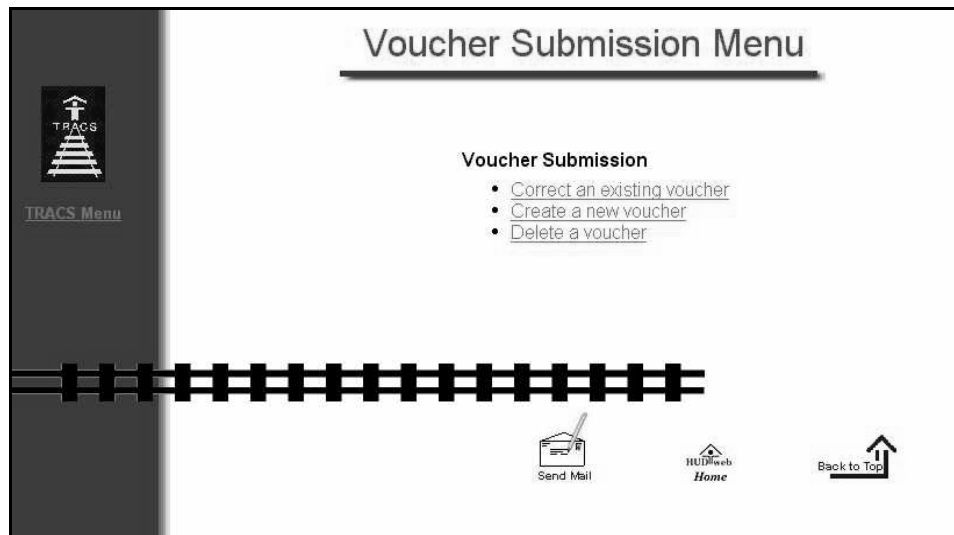 Voucher Submission Menu
TRACS
TRACS Menu
Voucher Submission
• Correct an existing voucher
• Create a new voucher
• Delete a voucher
Send Mail
HUDweb
Home
Back to Top